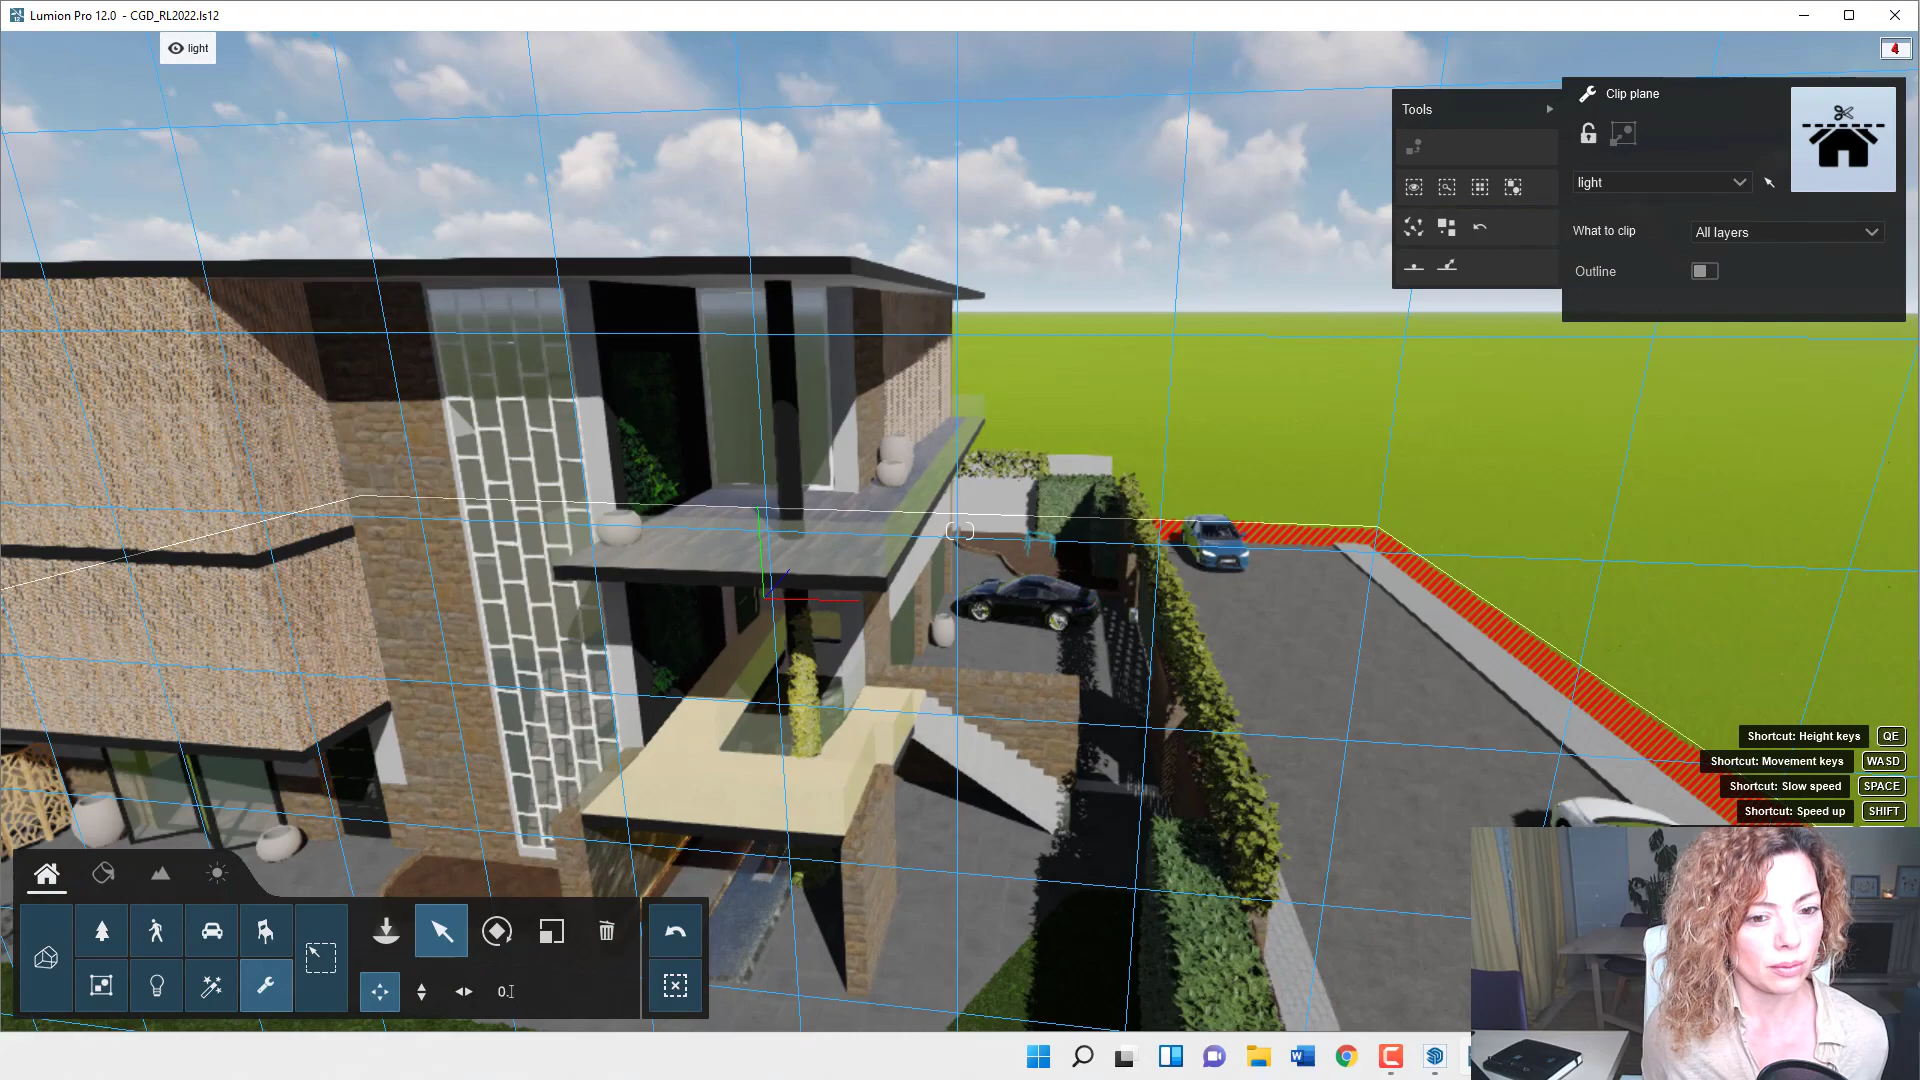 Lumion Pro 12.0 - CGD_RL2022.ls12
light
4
Tools
Clip plane
light
What to clip
All layers
Outline
Shortcut: Height keys QE
Shortcut: Movement keys WASD
Shortcut: Slow speed SPACE
Shortcut: Speed up SHIFT
0.